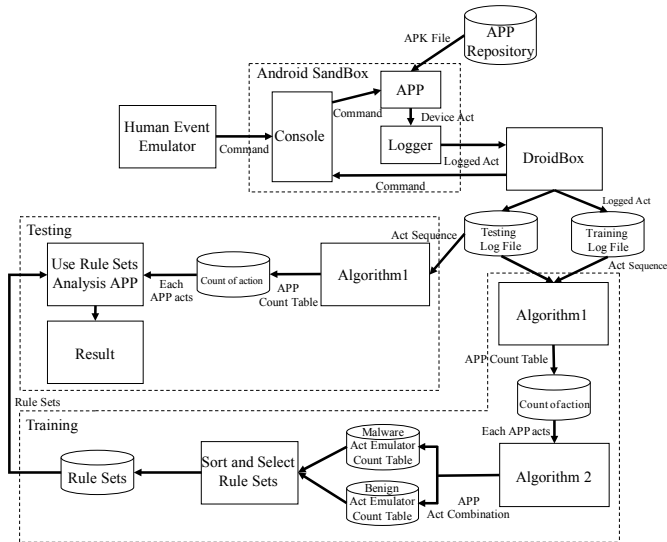 APK File
APP
Repository
Android SandBox
APP
Command
Device Act
Human Event
Emulator
Command
Console
Logger
Logged Act
Command
DroidBox
Logged Act
Testing
Log File
Training
Log File
Act Sequence
Act Sequence
Testing
Use Rule Sets
Analysis APP
Each
APP acts
Count of action
APP
Count Table
Algorithm1
Result
Algorithm1
APP Count Table
Count of action
Each APP acts
Algorithm 2
Rule Sets
Training
Rule Sets
Sort and Select
Rule Sets
Malware
Act Emulator
Count Table
Benign
Act Emulator
Count Table
APP
Act Combination